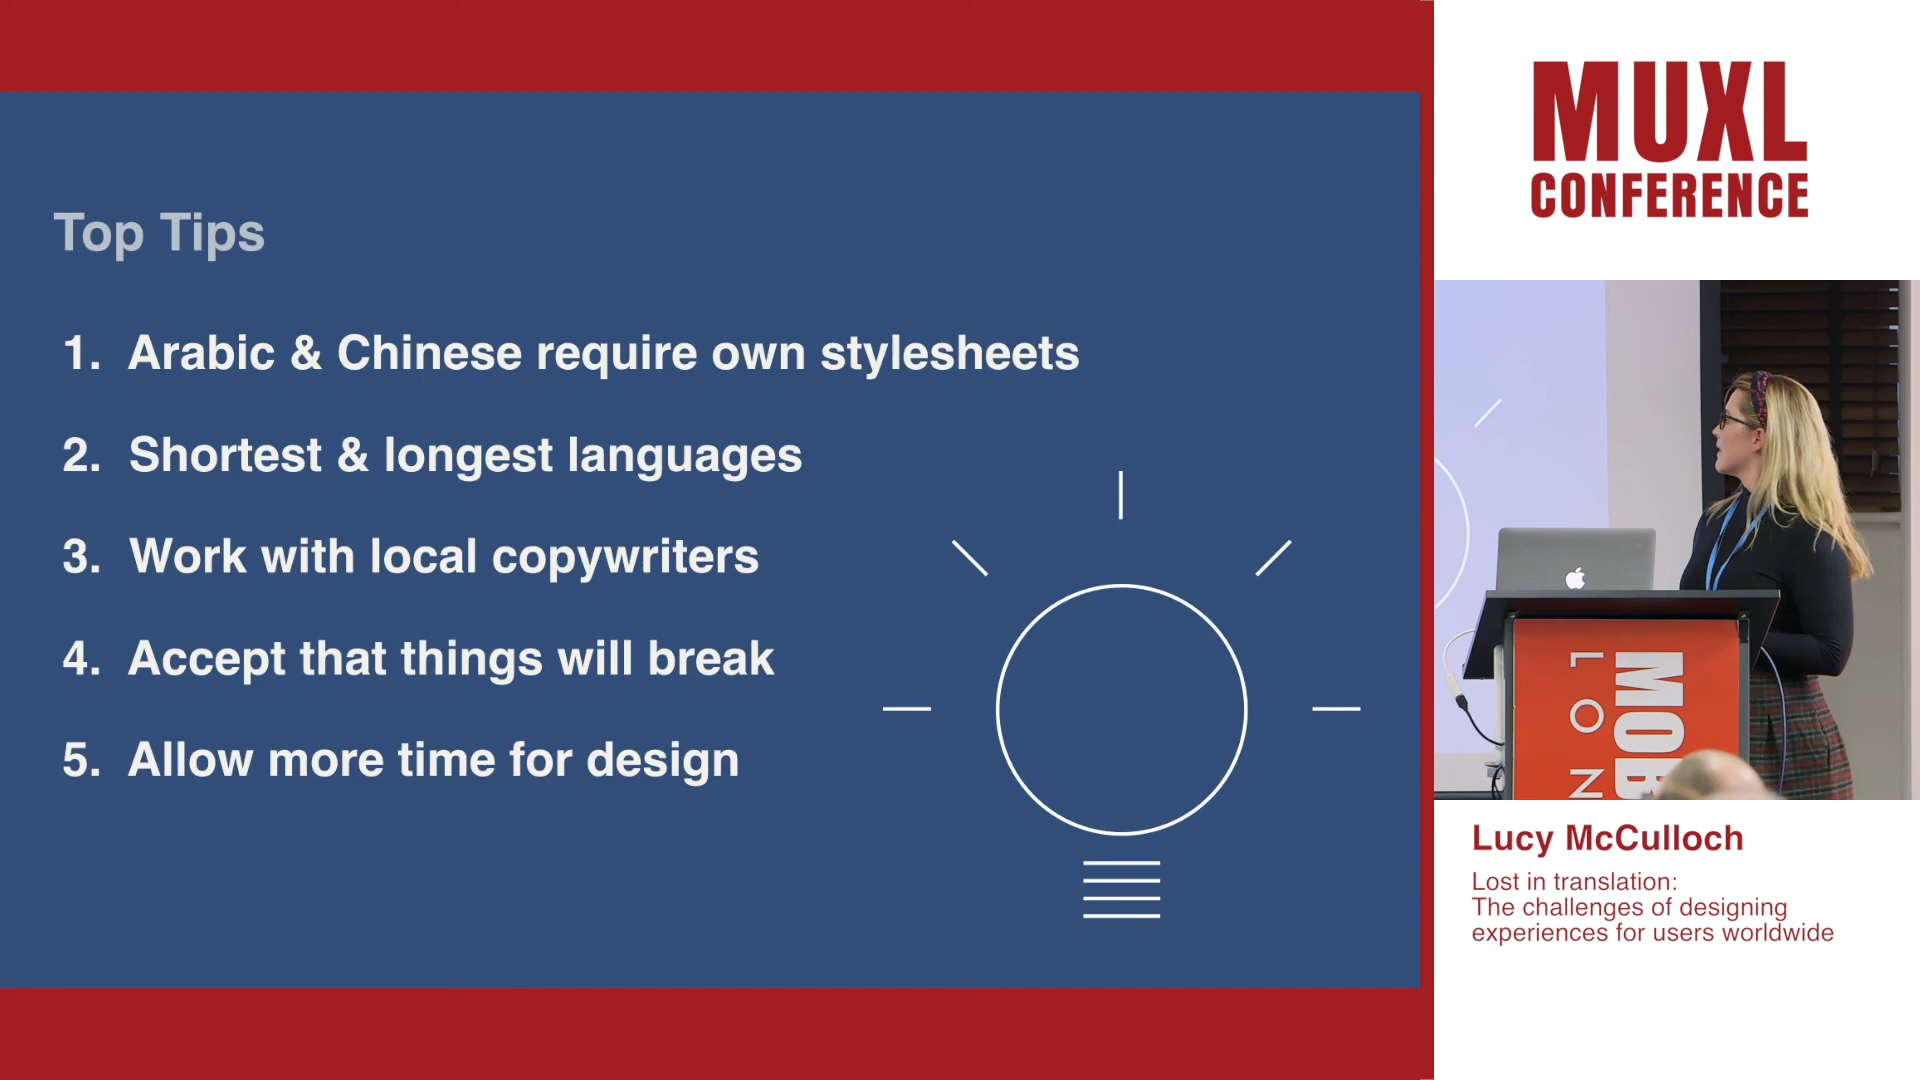 Top Tips
1. Arabic & Chinese require own stylesheets
2. Shortest & longest languages
3. Work with local copywriters
4. Accept that things will break
5. Allow more time for design
MUXL
CONFERENCE
MOB
LON
Lucy McCulloch
Lost in translation:
The challenges of designing
experiences for users worldwide